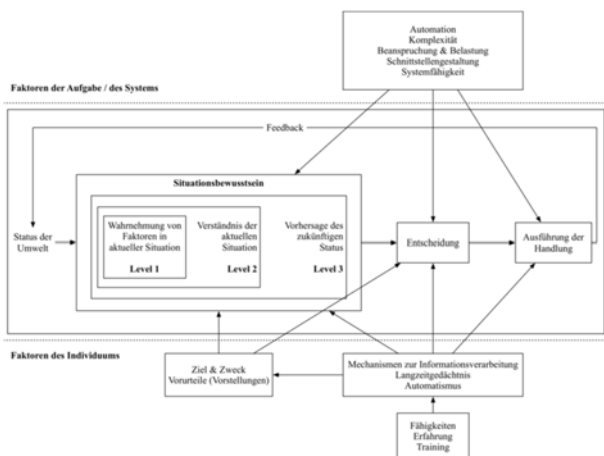 Automation
Komplexität
Beanspruchung & Belastung
Schnittstellengestaltung
Systemfähigkeit
Faktoren der Aufgabe / des Systems
Feedback
Situationsbewusstsein
Status der
Umwelt
Wahrnehmung von
Faktoren in
aktueller Situation
Level 1
Verständnis der
aktuellen
Situation
Level 2
Vorhersage des
zukünftigen
Status
Level 3
Entscheidung
Ausführung der
Handlung
Faktoren des Individuums
Ziel & Zweck
Vorurteile (Vorstellungen)
Mechanismen zur Informationsverarbeitung
Langzeitgedächtnis
Automatismus
Fähigkeiten
Erfahrung
Training